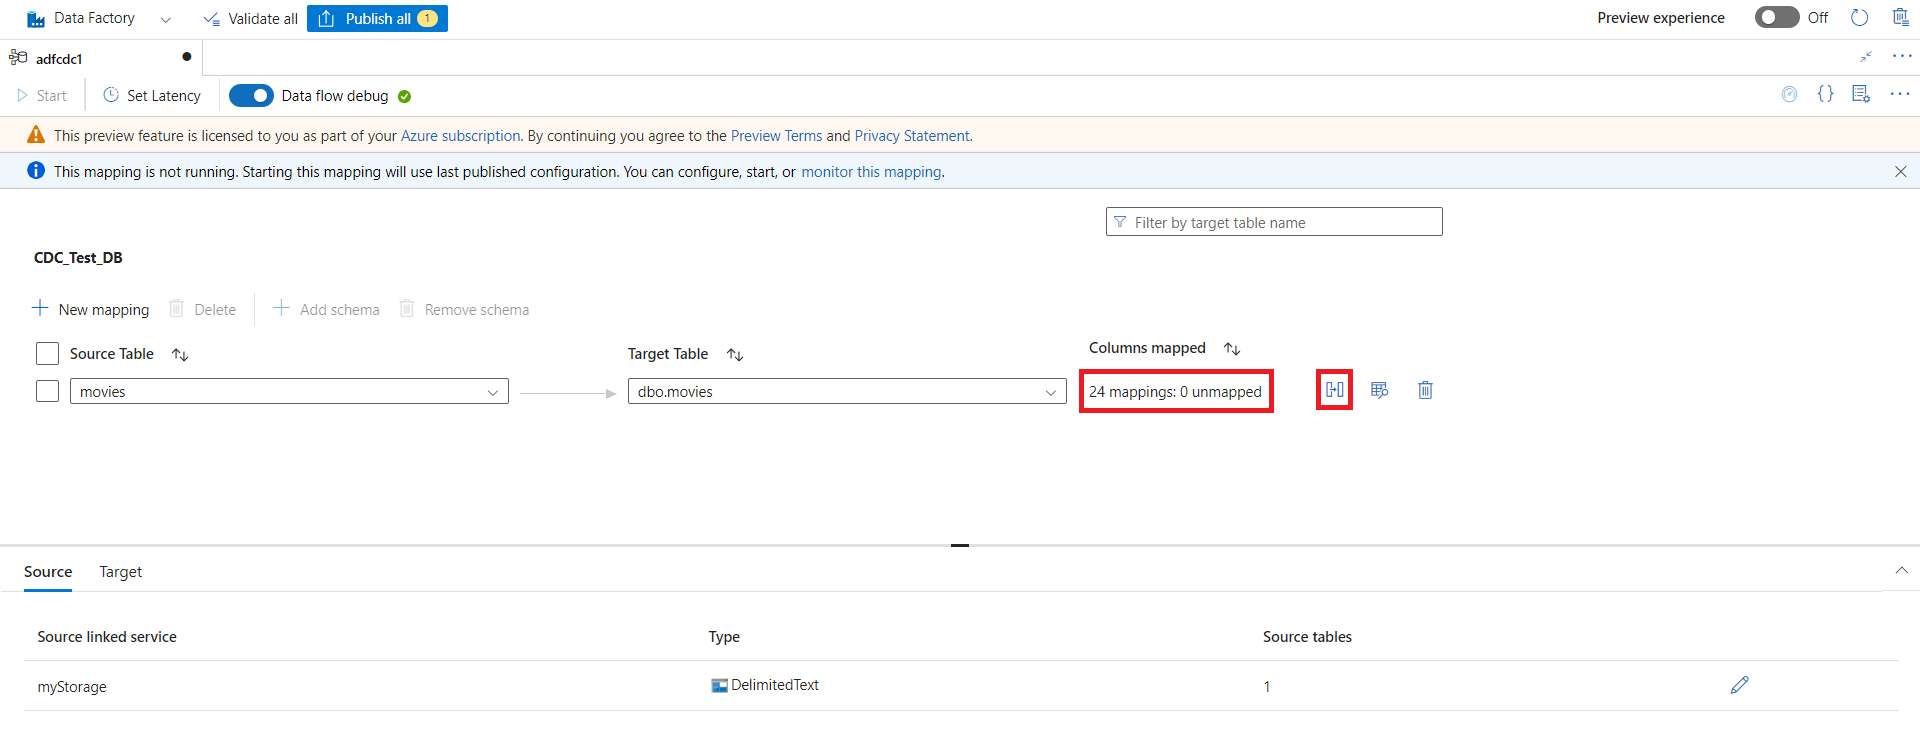 Data Factory Validate all Publish all 1 Preview experience Off
adfcdc1
Start Set Latency Data flow debug {}
This preview feature is licensed to you as part of your Azure subscription. By continuing you agree to the Preview Terms and Privacy Statement.
This mapping is not running. Starting this mapping will use last published configuration. You can configure, start, or monitor this mapping.
Filter by target table name
CDC_Test_DB
New mapping Delete Add schema Remove schema
Source Table Target Table Columns mapped
movies dbo.movies 24 mappings: 0 unmapped
Source Target
Source linked service Type Source tables
myStorage DelimitedText 1